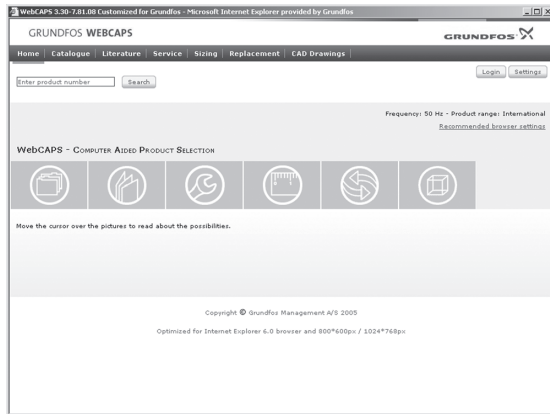 WebCAPS 3.30-7.81.08 Customized for Grundfos - Microsoft Internet Explorer provided by Grundfos
GRUNDFOS WEBCAPS
GRUNDFOS
Home Catalogue Literature Service Sizing Replacement CAD Drawings
Login Settings
Enter product number Search
Frequency: 50 Hz - Product range: International
Recommended browser settings
WebCAPS - Computer Aided Product Selection
Move the cursor over the pictures to read about the possibilities.
Copyright © Grundfos Management A/S 2005
Optimized for Internet Explorer 6.0 browser and 800*600px / 1024*768px